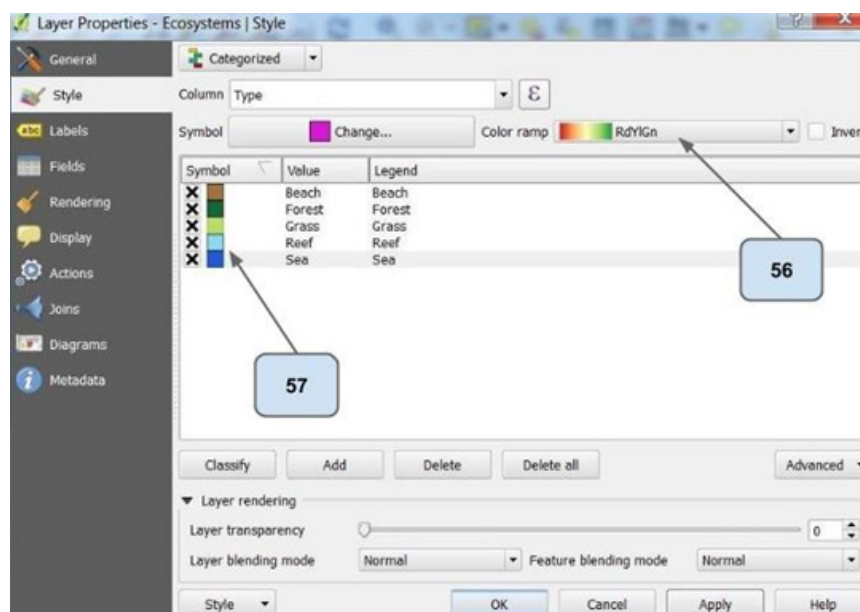 Layer Properties - Ecosystems | Style
General
Categorized
Style
Column Type ε
abc Labels
Symbol Change... Color ramp RdYlGn Inver
Fields
Symbol Value Legend
Beach Beach
Rendering
Forest Forest
Grass Grass
Display
Reef Reef
Sea Sea
56
Actions
Joins
Diagrams
57
Metadata
Classify Add Delete Delete all Advanced
Layer rendering
Layer transparency 0
Layer blending mode Normal Feature blending mode Normal
Style OK Cancel Apply Help